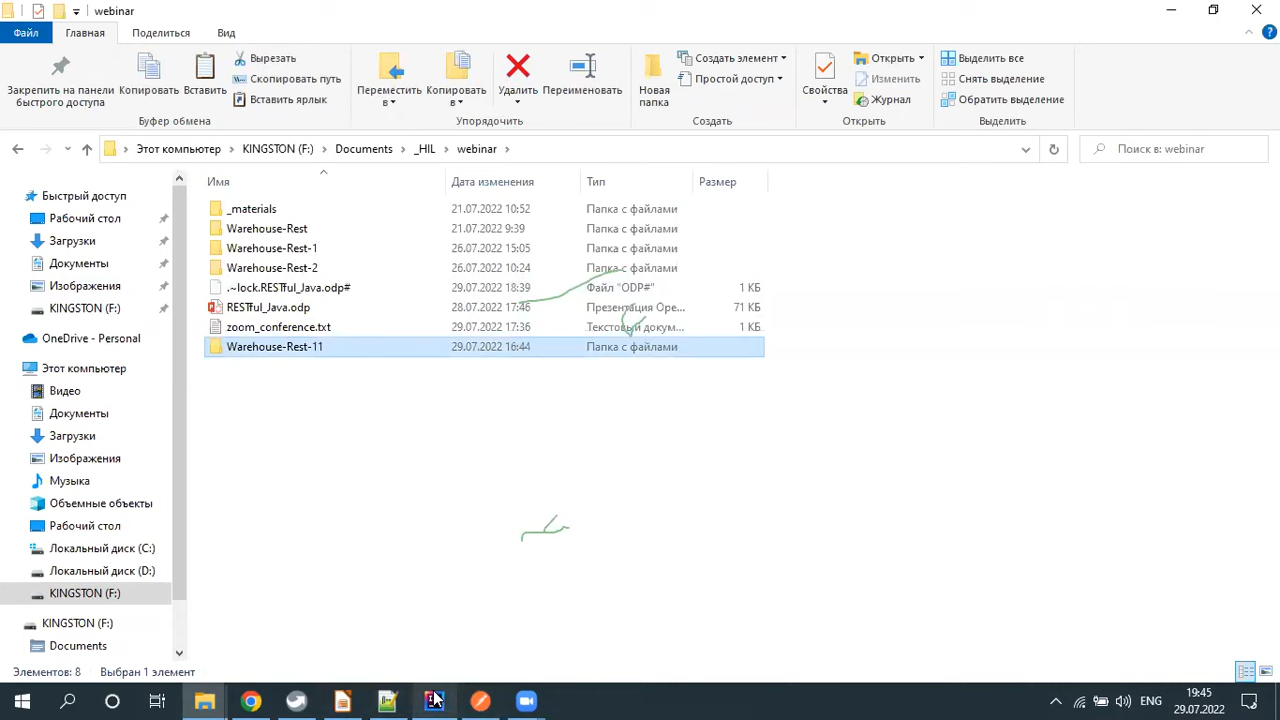 webinar
Файл Главная Поделиться Вид
Закрепить на панели быстрого доступа
Копировать
Вставить
Вырезать
Скопировать путь
Вставить ярлык
Буфер обмена
Переместить в
Копировать в
Удалить
Переименовать
Упорядочить
Новая папка
Создать элемент
Простой доступ
Создать
Свойства
Открыть
Изменить
Журнал
Открыть
Выделить все
Снять выделение
Обратить выделение
Выделить
Этот компьютер KINGSTON (F:) Documents _HIL webinar
Поиск в: webinar
Быстрый доступ
Рабочий стол
Загрузки
Документы
Изображения
KINGSTON (F:)
OneDrive - Personal
Этот компьютер
Видео
Документы
Загрузки
Изображения
Музыка
Объемные объекты
Рабочий стол
Локальный диск (C:)
Локальный диск (D:)
KINGSTON (F:)
KINGSTON (F:)
Documents
Имя Дата изменения Тип Размер
_materials 21.07.2022 10:52 Папка с файлами
Warehouse-Rest 21.07.2022 9:39 Папка с файлами
Warehouse-Rest-1 26.07.2022 15:05 Папка с файлами
Warehouse-Rest-2 26.07.2022 10:24 Папка с файлами
.~lock.RESTful_Java.odp# 29.07.2022 18:39 Файл "ODP#" 1 КБ
RESTful_Java.odp 28.07.2022 17:46 Презентация Оpe... 71 КБ
zoom_conference.txt 29.07.2022 17:36 Текстовый докум... 1 КБ
Warehouse-Rest-11 29.07.2022 16:44 Папка с файлами
Элементов: 8 Выбран 1 элемент
ENG
19:45
29.07.2022